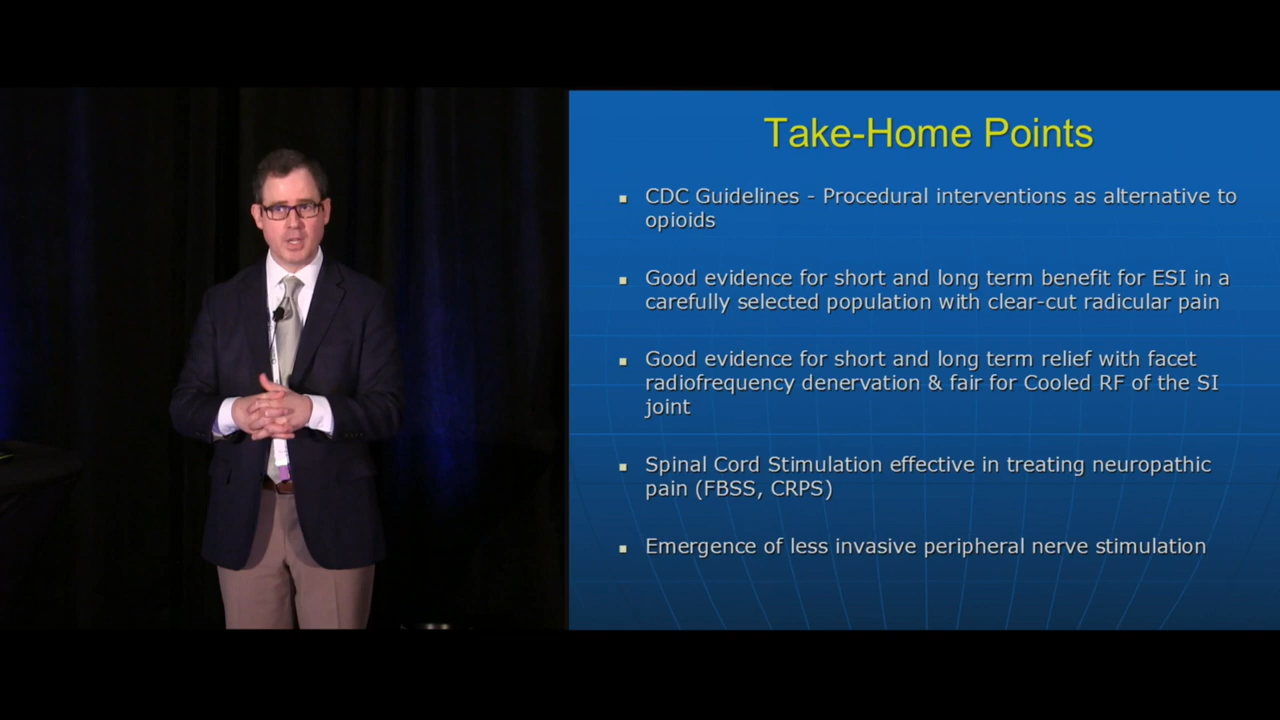 Take-Home Points
CDC Guidelines - Procedural interventions as alternative to
opioids
Good evidence for short and long term benefit for ESI in a
carefully selected population with clear-cut radicular pain
Good evidence for short and long term relief with facet
radiofrequency denervation & fair for Cooled RF of the SI
joint
Spinal Cord Stimulation effective in treating neuropathic
pain (FBSS, CRPS)
Emergence of less invasive peripheral nerve stimulation